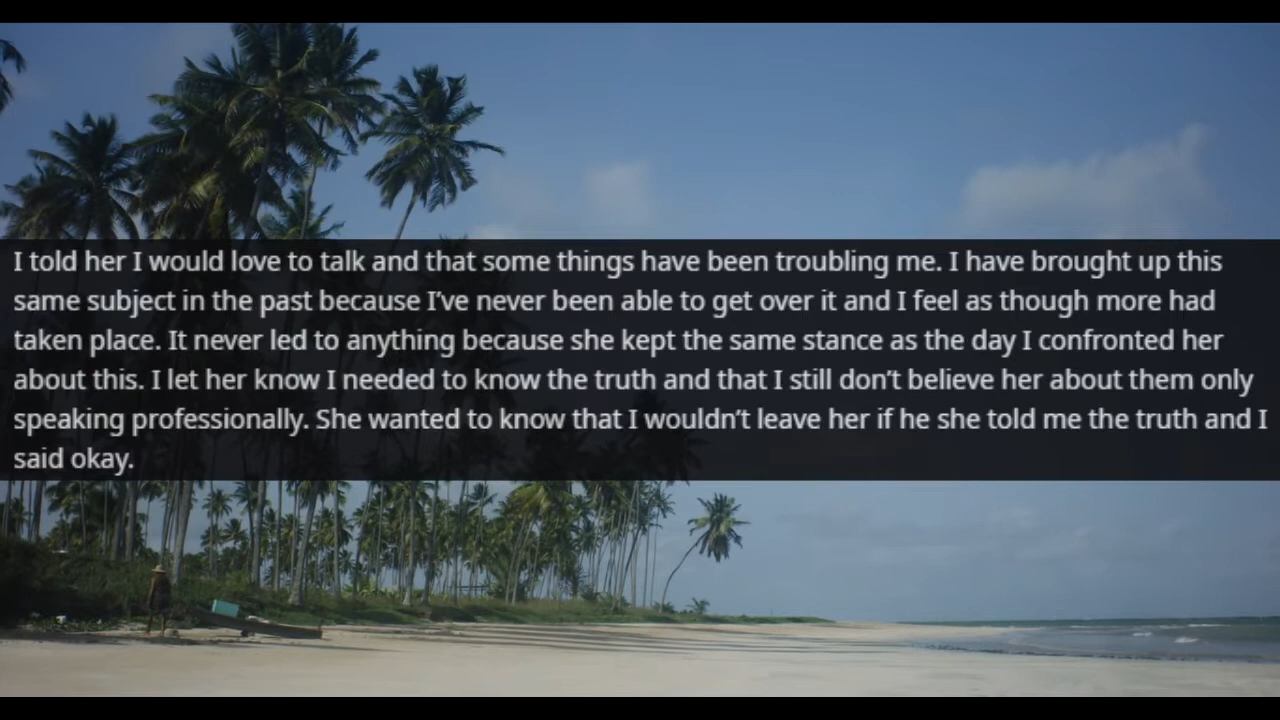 I told her I would love to talk and that some things have been troubling me. I have brought up this
same subject in the past because I’ve never been able to get over it and I feel as though more had
taken place. It never led to anything because she kept the same stance as the day I confronted her
about this. I let her know I needed to know the truth and that I still don’t believe her about them only
speaking professionally. She wanted to know that I wouldn’t leave her if he she told me the truth and I
said okay.